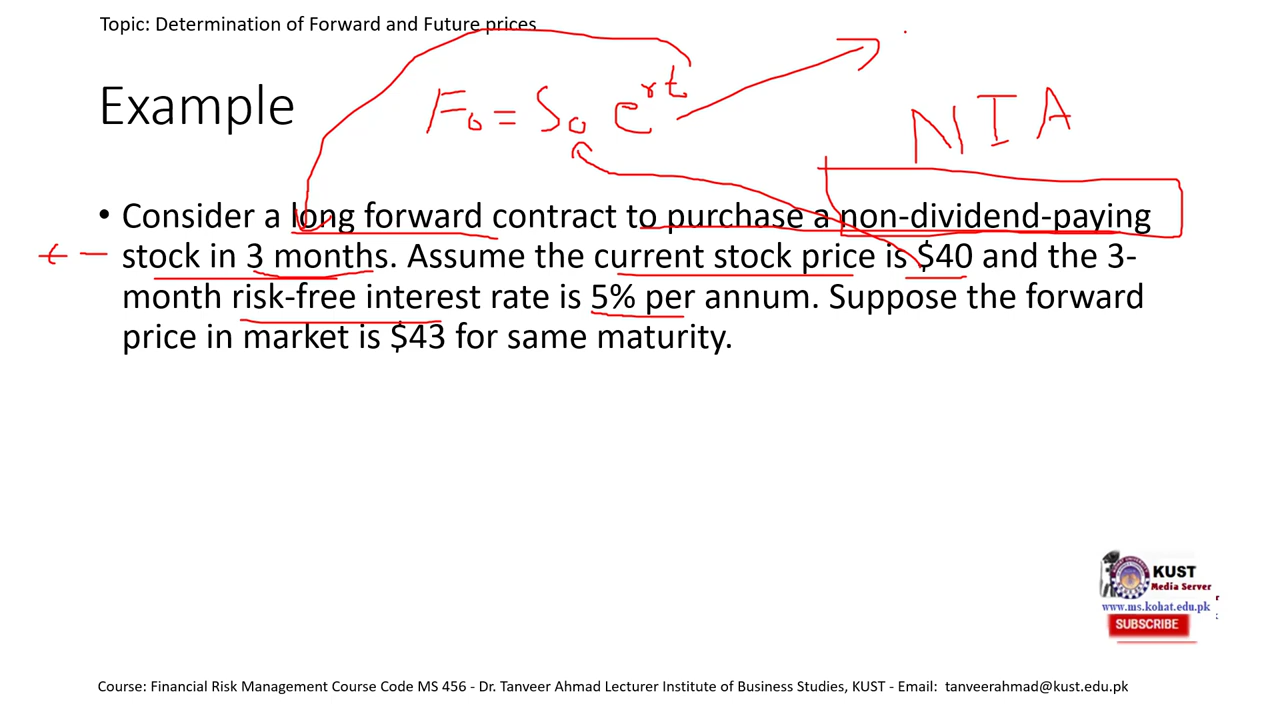 Topic: Determination of Forward and Future prices
Example
F₀ = S₀ e^rt
NIA
• Consider a long forward contract to purchase a non-dividend-paying
t – stock in 3 months. Assume the current stock price is $40 and the 3-
month risk-free interest rate is 5% per annum. Suppose the forward
price in market is $43 for same maturity.
KUST
Media Server
www.ms.kohat.edu.pk
SUBSCRIBE
Course: Financial Risk Management Course Code MS 456 - Dr. Tanveer Ahmad Lecturer Institute of Business Studies, KUST - Email: tanveerahmad@kust.edu.pk